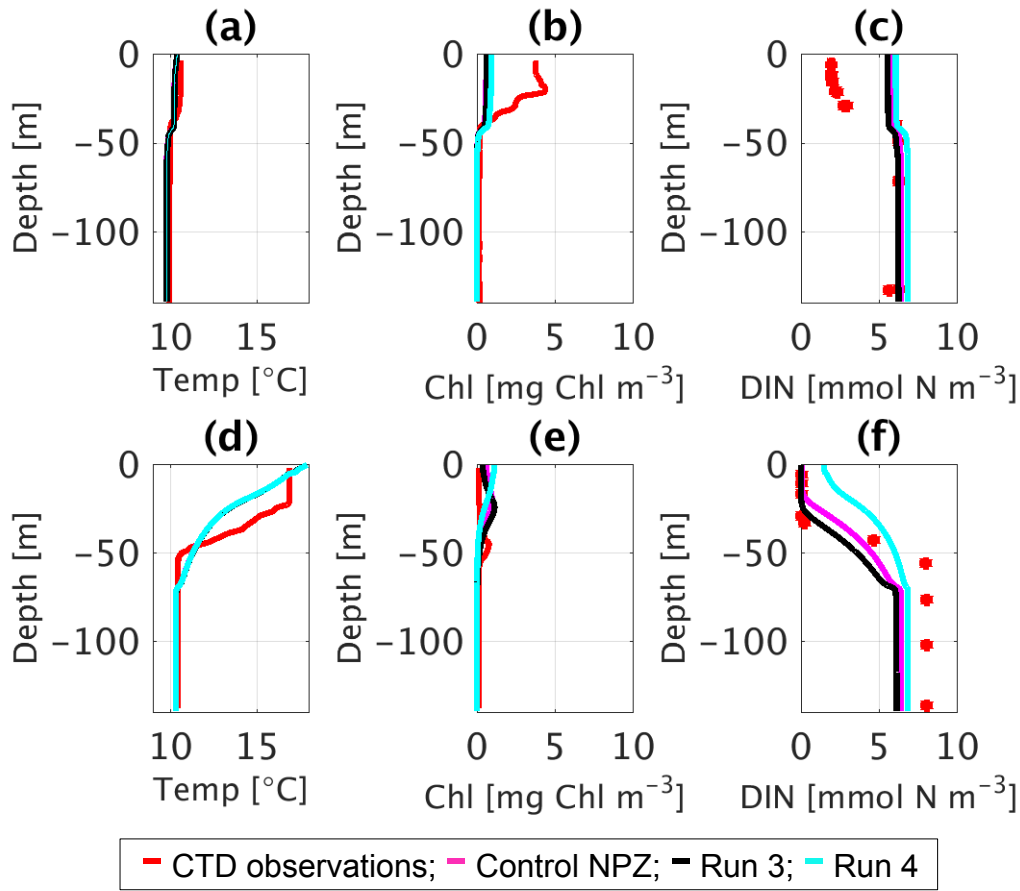 (a) (b) (c)
0 0 0
−50 −50 −50
−100 −100 −100
Depth [m] Depth [m] Depth [m]
10 15 0 5 10 0 5 10
Temp [°C] Chl [mg Chl m⁻³] DIN [mmol N m⁻³]
(d) (e) (f)
0 0 0
−50 −50 −50
−100 −100 −100
Depth [m] Depth [m] Depth [m]
10 15 0 5 10 0 5 10
Temp [°C] Chl [mg Chl m⁻³] DIN [mmol N m⁻³]
CTD observations; Control NPZ; Run 3; Run 4